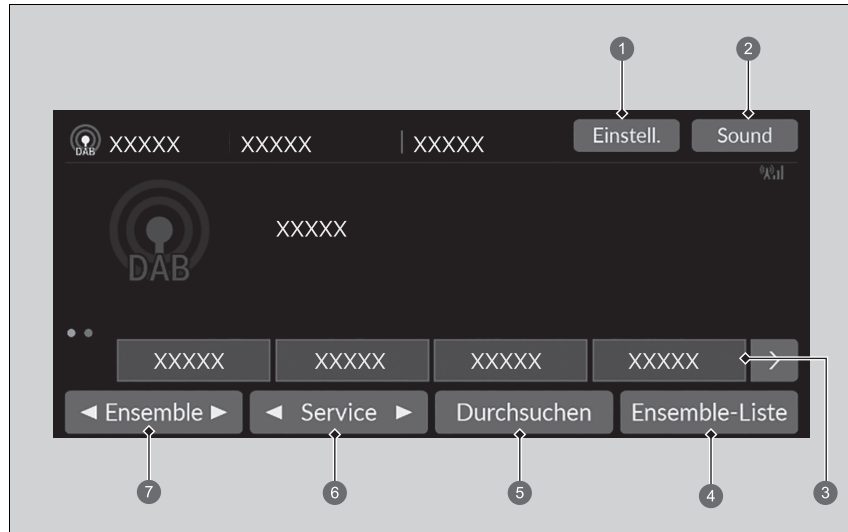 1 2
DAB XXXXX XXXXX XXXXX Einstell. Sound
XXXXX
DAB
XXXXX XXXXX XXXXX XXXXX >
◀ Ensemble ▶ ◀ Service ▶ Durchsuchen Ensemble-Liste
7 6 5 4 3